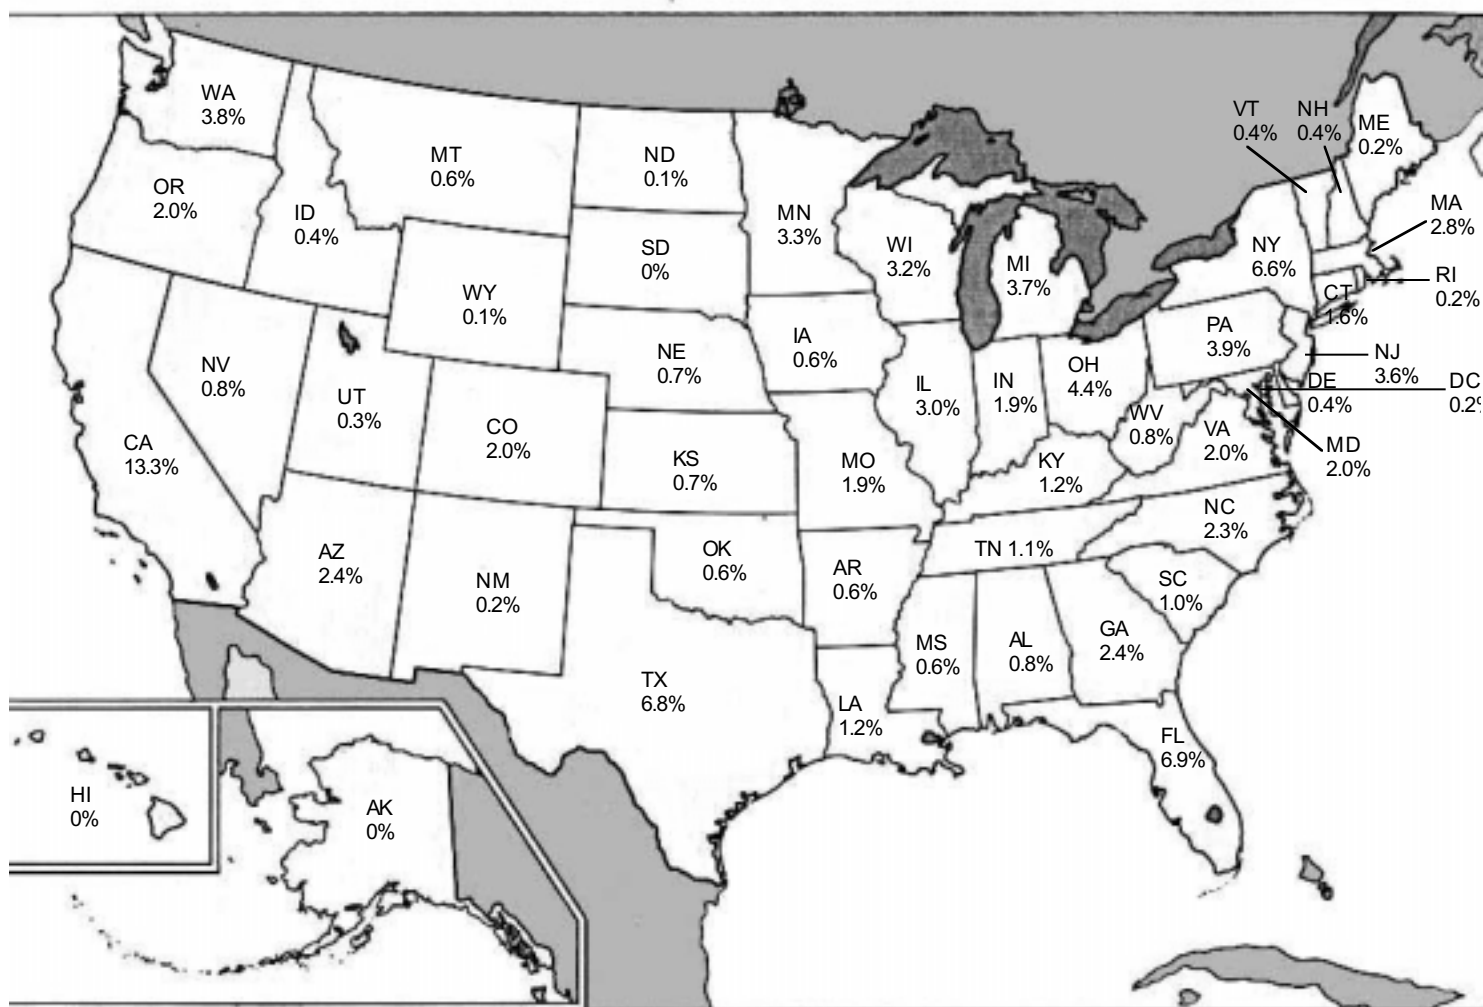 WA
3.8%
OR
2.0%
ID
0.4%
MT
0.6%
ND
0.1%
SD
0%
WY
0.1%
MN
3.3%
WI
3.2%
MI
3.7%
VT
0.4%
NH
0.4%
ME
0.2%
MA
2.8%
NY
6.6%
RI
0.2%
CT
1.6%
PA
3.9%
NJ
3.6%
DE
0.4%
DC
0.2%
MD
2.0%
CA
13.3%
NV
0.8%
UT
0.3%
CO
2.0%
NE
0.7%
KS
0.7%
IA
0.6%
MO
1.9%
IL
3.0%
IN
1.9%
OH
4.4%
WV
0.8%
VA
2.0%
KY
1.2%
NC
2.3%
TN 1.1%
SC
1.0%
AZ
2.4%
NM
0.2%
OK
0.6%
AR
0.6%
TX
6.8%
LA
1.2%
MS
0.6%
AL
0.8%
GA
2.4%
FL
6.9%
HI
0%
AK
0%